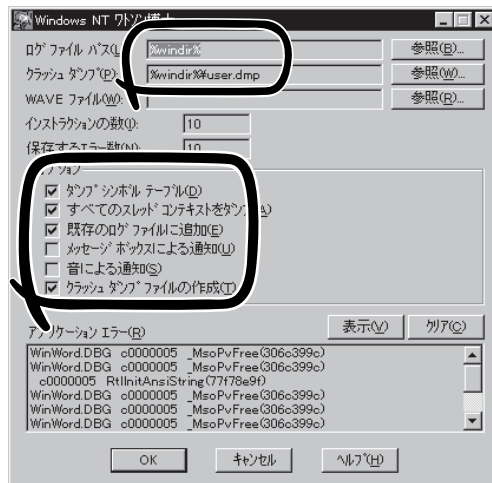 Windows NT ワトソン博士
ログ ファイル パス(L): %windir% 参照(B)...
クラッシュ ダンプ(P): %windir%¥user.dmp 参照(W)...
WAVE ファイル(W): 参照(R)...
インストラクションの数(I): 10
保存するエラー数(N): 10
オプション
ダンプ シンボル テーブル(D)
すべてのスレッド コンテキストをダンプ(A)
既存のログ ファイルに追加(E)
メッセージ ボックスによる通知(U)
音による通知(S)
クラッシュ ダンプ ファイルの作成(T)
アプリケーション エラー(R) 表示(V) クリア(C)
WinWord.DBG c0000005 _MsoPvFree(306c399c)
WinWord.DBG c0000005 _MsoPvFree(306c399c)
c0000005 RtlInitAnsiString(77f78e9f)
WinWord.DBG c0000005 _MsoPvFree(306c399c)
WinWord.DBG c0000005 _MsoPvFree(306c399c)
WinWord.DBG c0000005 _MsoPvFree(306c399c)
OK キャンセル ヘルプ(H)